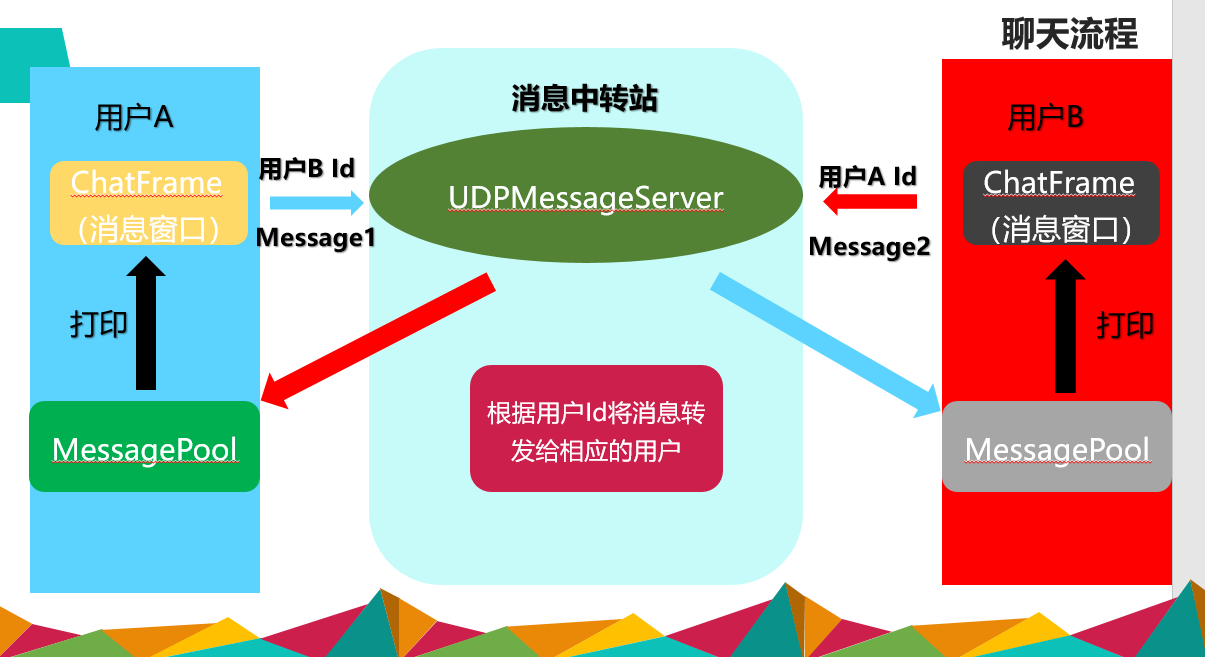 聊天流程
用户A
ChatFrame
（消息窗口）
打印
MessagePool
用户B Id
Message1
消息中转站
UDPMessageServer
根据用户Id将消息转
发给相应的用户
用户A Id
Message2
用户B
ChatFrame
（消息窗口）
打印
MessagePool